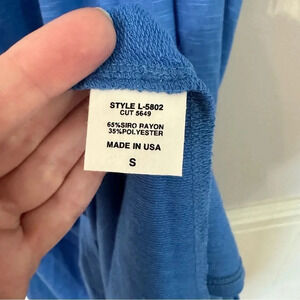 STYLE L-5802
CUT 5649
65%SIRO RAYON
35%POLYESTER
MADE IN USA
S